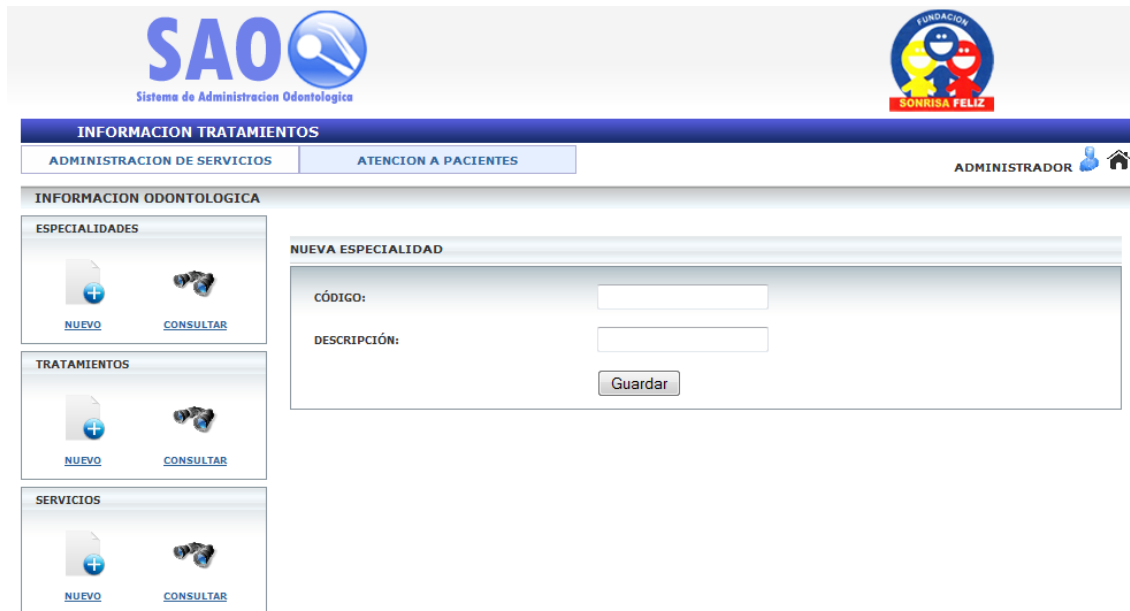 SAO
Sistema de Administracion Odontologica
FUNDACION
SONRISA FELIZ
INFORMACION TRATAMIENTOS
ADMINISTRACION DE SERVICIOS
ATENCION A PACIENTES
ADMINISTRADOR
INFORMACION ODONTOLOGICA
ESPECIALIDADES
NUEVO
CONSULTAR
TRATAMIENTOS
NUEVO
CONSULTAR
SERVICIOS
NUEVO
CONSULTAR
NUEVA ESPECIALIDAD
CÓDIGO:
DESCRIPCIÓN:
Guardar